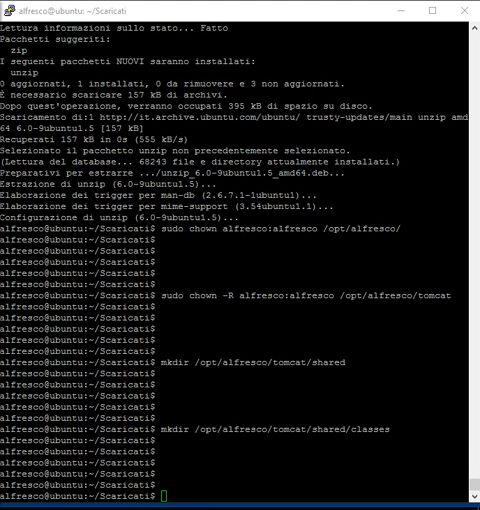 alfresco@ubuntu: ~/Scaricati
Lettura informazioni sullo stato... Fatto
Pacchetti suggeriti:
  zip
I seguenti pacchetti NUOVI saranno installati:
  unzip
0 aggiornati, 1 installati, 0 da rimuovere e 3 non aggiornati.
È necessario scaricare 157 kB di archivi.
Dopo quest'operazione, verranno occupati 395 kB di spazio su disco.
Scaricamento di:1 http://it.archive.ubuntu.com/ubuntu/ trusty-updates/main unzip amd
64 6.0-9ubuntu1.5 [157 kB]
Recuperati 157 kB in 0s (555 kB/s)
Selezionato il pacchetto unzip non precedentemente selezionato.
(Lettura del database... 68243 file e directory attualmente installati.)
Preparativi per estrarre .../unzip_6.0-9ubuntu1.5_amd64.deb...
Estrazione di unzip (6.0-9ubuntu1.5)...
Elaborazione dei trigger per man-db (2.6.7.1-1ubuntu1)...
Elaborazione dei trigger per mime-support (3.54ubuntu1.1)...
Configurazione di unzip (6.0-9ubuntu1.5)...
alfresco@ubuntu:~/Scaricati$ sudo chown alfresco:alfresco /opt/alfresco/
alfresco@ubuntu:~/Scaricati$
alfresco@ubuntu:~/Scaricati$
alfresco@ubuntu:~/Scaricati$
alfresco@ubuntu:~/Scaricati$
alfresco@ubuntu:~/Scaricati$
alfresco@ubuntu:~/Scaricati$ sudo chown -R alfresco:alfresco /opt/alfresco/tomcat
alfresco@ubuntu:~/Scaricati$
alfresco@ubuntu:~/Scaricati$
alfresco@ubuntu:~/Scaricati$
alfresco@ubuntu:~/Scaricati$
alfresco@ubuntu:~/Scaricati$
alfresco@ubuntu:~/Scaricati$ mkdir /opt/alfresco/tomcat/shared
alfresco@ubuntu:~/Scaricati$
alfresco@ubuntu:~/Scaricati$
alfresco@ubuntu:~/Scaricati$
alfresco@ubuntu:~/Scaricati$
alfresco@ubuntu:~/Scaricati$
alfresco@ubuntu:~/Scaricati$ mkdir /opt/alfresco/tomcat/shared/classes
alfresco@ubuntu:~/Scaricati$
alfresco@ubuntu:~/Scaricati$
alfresco@ubuntu:~/Scaricati$
alfresco@ubuntu:~/Scaricati$
alfresco@ubuntu:~/Scaricati$
alfresco@ubuntu:~/Scaricati$